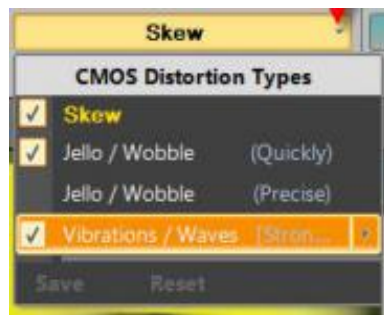 Skew
CMOS Distortion Types
Skew
Jello / Wobble (Quickly)
Jello / Wobble (Precise)
Vibrations / Waves (Stron...
Save Reset